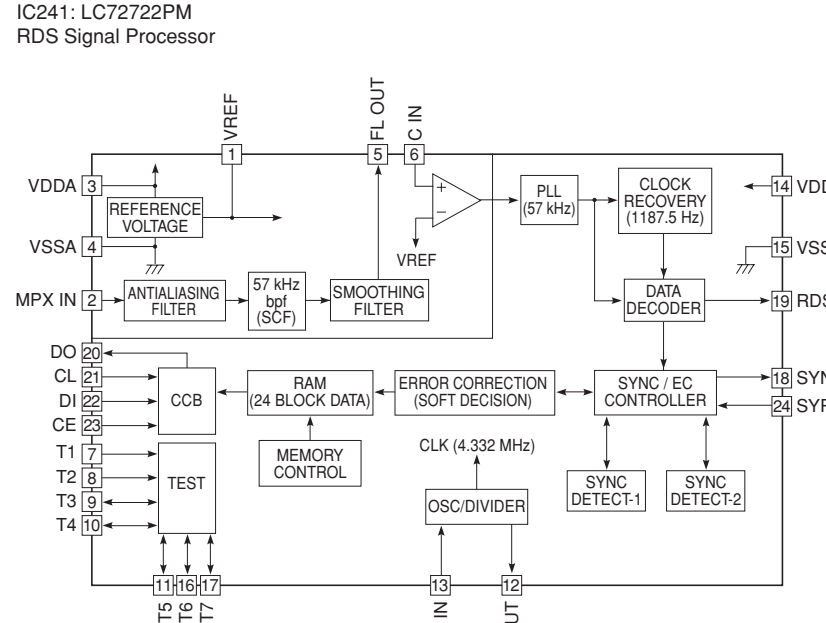 IC241: LC72722PM
RDS Signal Processor
VREF
FL OUT
C IN
1
5
6
VDDA 3
REFERENCE
VOLTAGE
VSSA 4
MPX IN 2
ANTIALIASING
FILTER
57 kHz
bpf
(SCF)
SMOOTHING
FILTER
+
–
VREF
PLL
(57 kHz)
CLOCK
RECOVERY
(1187.5 Hz)
DATA
DECODER
14
15
19
DO 20
CL 21
DI 22
CE 23
CCB
RAM
(24 BLOCK DATA)
ERROR CORRECTION
(SOFT DECISION)
SYNC / EC
CONTROLLER
18
24
MEMORY
CONTROL
CLK (4.332 MHz)
OSC/DIVIDER
SYNC
DETECT-1
SYNC
DETECT-2
T1 7
T2 8
T3 9
T4 10
TEST
11 16 17
13 12
T5 T6 T7
IN